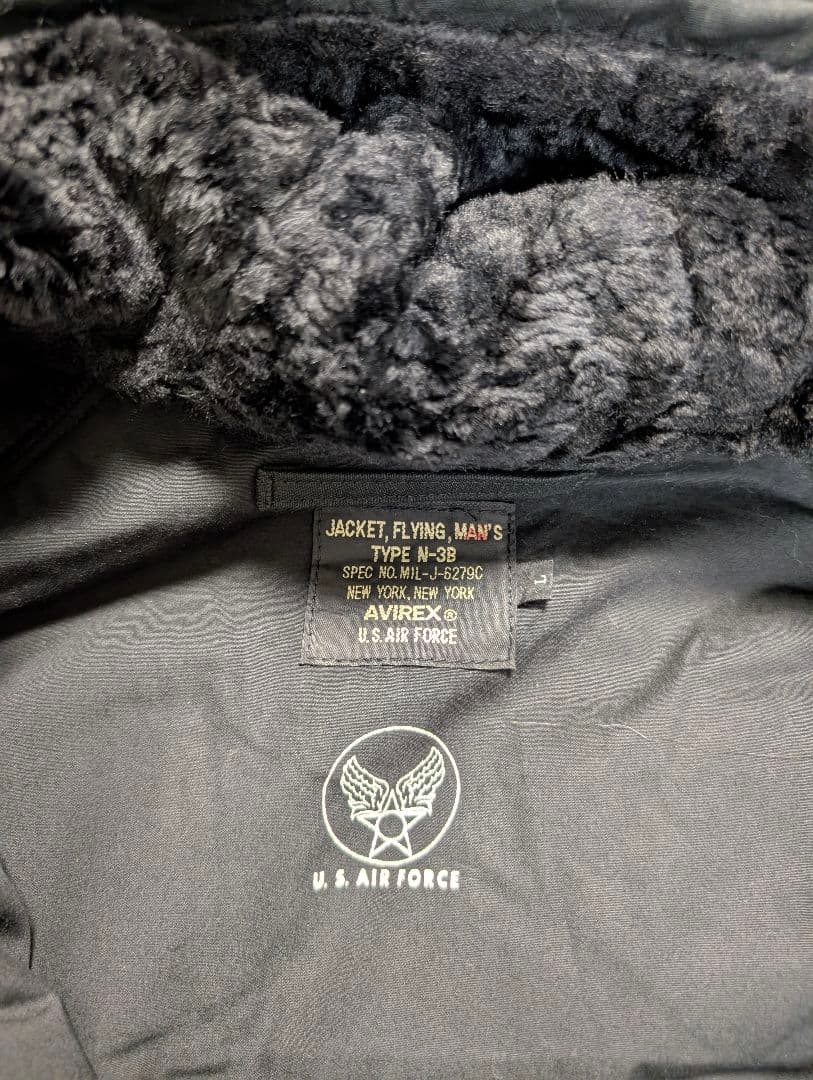 JACKET, FLYING, MAN'S
TYPE N-3B
SPEC NO. MIL-J-6279C
NEW YORK, NEW YORK
AVIREX®
U.S. AIR FORCE
L
U. S. AIR FORCE